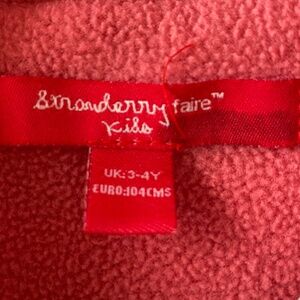 Strawberry faire™
Kids
UK: 3-4Y
EURO:104CMS